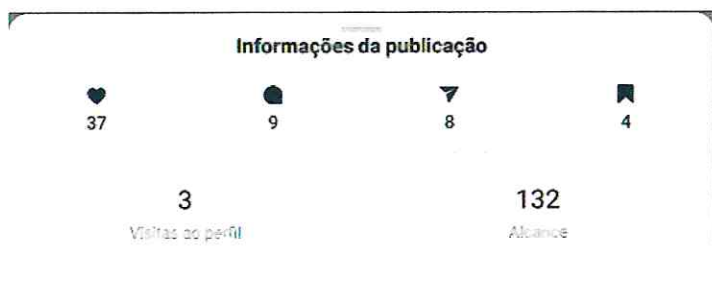 Informações da publicação
37 9 8 4
3 132
Visitas ao perfil Alcance